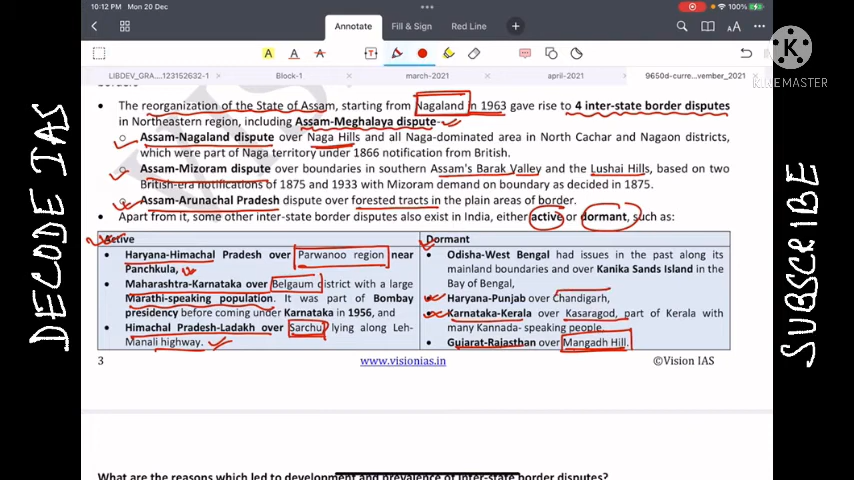 10:12 PM Mon 20 Dec
100%
Annotate Fill & Sign Red Line
AA
LIBDEV_GRA...123152632-1 Block-1 march-2021 april-2021 9650d-curre...vember_2021
K
KINEMASTER
DECODE IAS
SUBSCRIBE
• The reorganization of the State of Assam, starting from Nagaland in 1963 gave rise to 4 inter-state border disputes
in Northeastern region, including Assam-Meghalaya dispute-
o Assam-Nagaland dispute over Naga Hills and all Naga-dominated area in North Cachar and Nagaon districts,
which were part of Naga territory under 1866 notification from British.
o Assam-Mizoram dispute over boundaries in southern Assam's Barak Valley and the Lushai Hills, based on two
British-era notifications of 1875 and 1933 with Mizoram demand on boundary as decided in 1875.
o Assam-Arunachal Pradesh dispute over forested tracts in the plain areas of border.
• Apart from it, some other inter-state border disputes also exist in India, either active or dormant, such as:
Active
• Haryana-Himachal Pradesh over Parwanoo region near
Panchkula,
• Maharashtra-Karnataka over Belgaum district with a large
Marathi-speaking population. It was part of Bombay
presidency before coming under Karnataka in 1956, and
• Himachal Pradesh-Ladakh over Sarchu lying along Leh-
Manali highway.
Dormant
• Odisha-West Bengal had issues in the past along its
mainland boundaries and over Kanika Sands Island in the
Bay of Bengal,
• Haryana-Punjab over Chandigarh,
• Karnataka-Kerala over Kasaragod, part of Kerala with
many Kannada-speaking people,
• Gujarat-Rajasthan over Mangadh Hill.
3 www.visionias.in ©Vision IAS
What are the reasons which led to development and prevalence of inter-state border disputes?